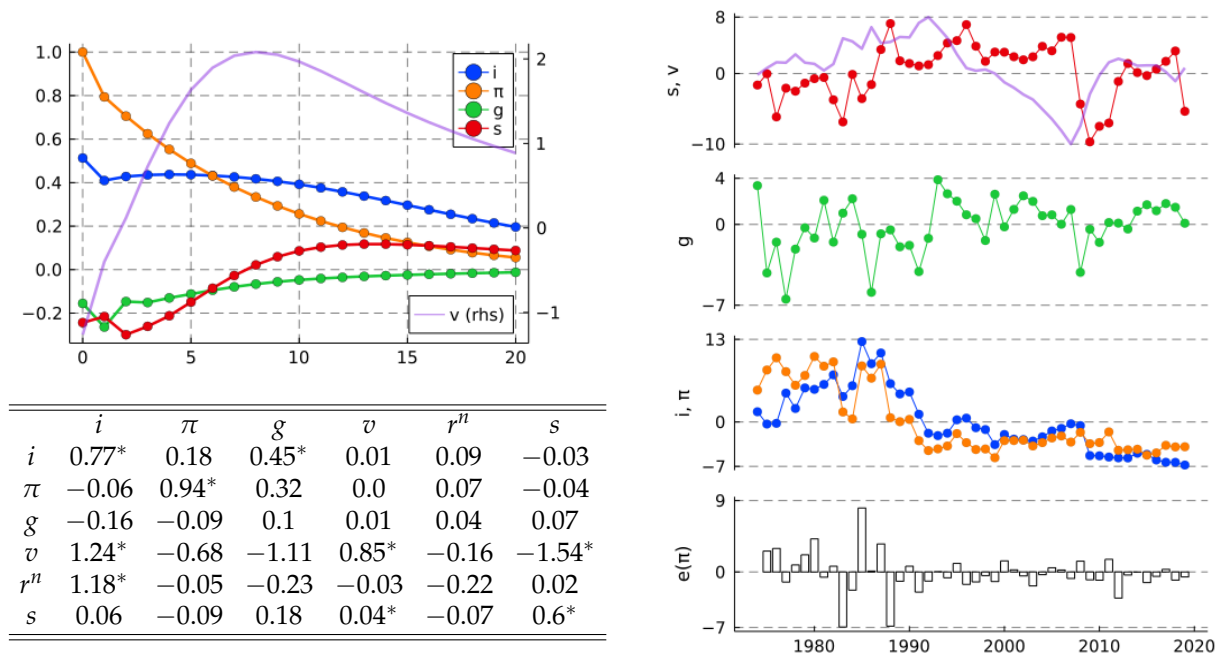 1.0
0.8
0.6
0.4
0.2
0.0
−0.2
2
1
0
−1
i
π
g
s
v (rhs)
0 5 10 15 20
i π g v rⁿ s
i 0.77* 0.18 0.45* 0.01 0.09 −0.03
π −0.06 0.94* 0.32 0.0 0.07 −0.04
g −0.16 −0.09 0.1 0.01 0.04 0.07
v 1.24* −0.68 −1.11 0.85* −0.16 −1.54*
rⁿ 1.18* −0.05 −0.23 −0.03 −0.22 0.02
s 0.06 −0.09 0.18 0.04* −0.07 0.6*
s, v
8
0
−10
g
4
0
−7
i, π
13
0
−7
e(π)
9
0
−7
1980 1990 2000 2010 2020